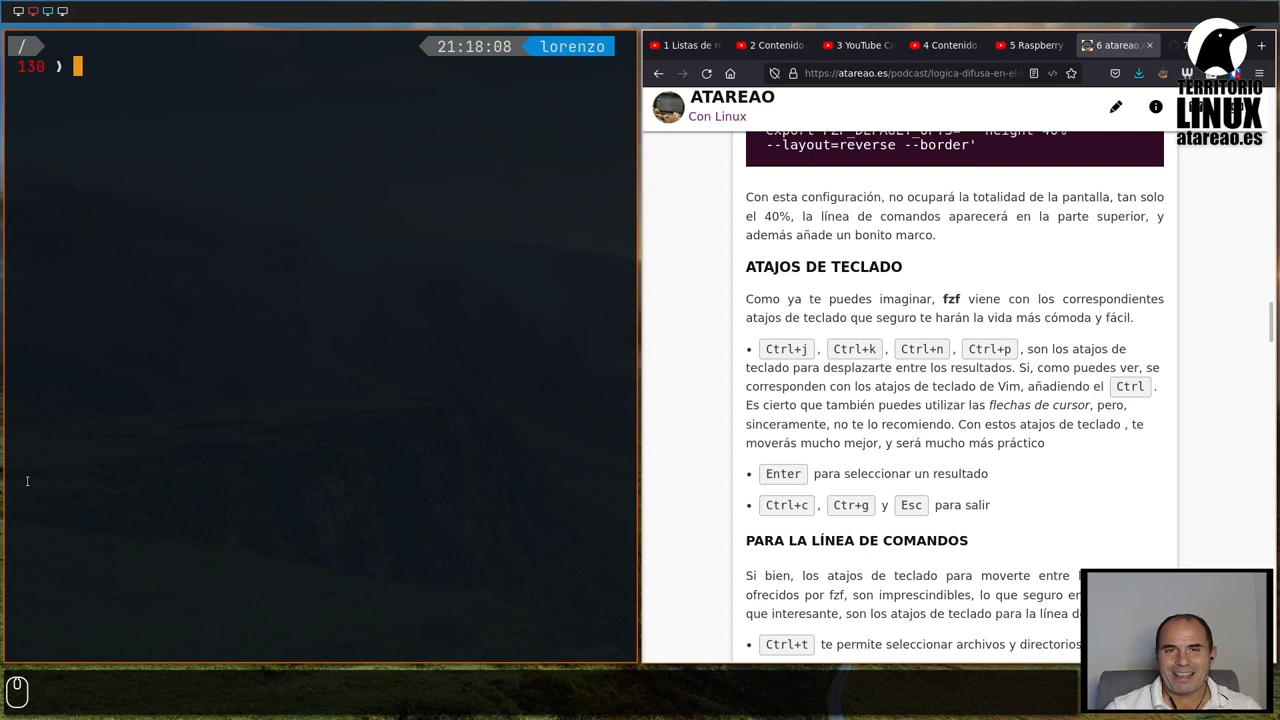 /
21:18:08
lorenzo
130 ❯
1 Listas de re
2 Contenido
3 YouTube Cr
4 Contenido
5 Raspberry
6 atareao.e
7
https://atareao.es/podcast/logica-difusa-en-el-
ATAREAO
Con Linux
TERRITORIO
LINUX
atareao.es
--layout=reverse --border'
Con esta configuración, no ocupará la totalidad de la pantalla, tan solo
el 40%, la línea de comandos aparecerá en la parte superior, y
además añade un bonito marco.
ATAJOS DE TECLADO
Como ya te puedes imaginar, fzf viene con los correspondientes
atajos de teclado que seguro te harán la vida más cómoda y fácil.
• Ctrl+j , Ctrl+k , Ctrl+n , Ctrl+p , son los atajos de
teclado para desplazarte entre los resultados. Si, como puedes ver, se
corresponden con los atajos de teclado de Vim, añadiendo el Ctrl .
Es cierto que también puedes utilizar las flechas de cursor, pero,
sinceramente, no te lo recomiendo. Con estos atajos de teclado , te
moverás mucho mejor, y será mucho más práctico
• Enter para seleccionar un resultado
• Ctrl+c , Ctr+g y Esc para salir
PARA LA LÍNEA DE COMANDOS
Si bien, los atajos de teclado para moverte entre
ofrecidos por fzf, son imprescindibles, lo que seguro en
que interesante, son los atajos de teclado para la línea d
• Ctrl+t te permite seleccionar archivos y directorios